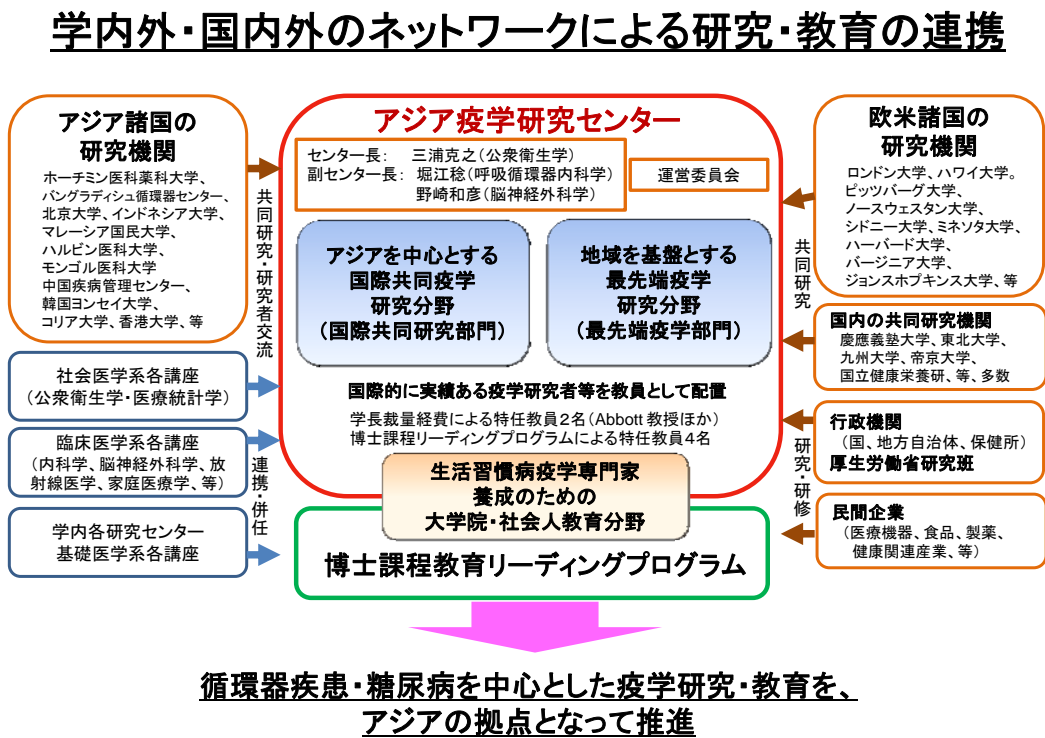 学内外・国内外のネットワークによる研究・教育の連携
アジア諸国の
研究機関
ホーチミン医科薬科大学、
バングラディシュ循環器センター、
北京大学、インドネシア大学、
マレーシア国民大学、
ハルビン医科大学、
モンゴル医科大学
中国疾病管理センター、
韓国ヨンセイ大学、
コリア大学、香港大学、等
社会医学系各講座
（公衆衛生学・医療統計学）
臨床医学系各講座
（内科学、脳神経外科学、放
射線医学、家庭医療学、等）
学内各研究センター
基礎医学系各講座
共同研究・研究者交流
連携・併任
アジア疫学研究センター
センター長：　三浦克之（公衆衛生学）
副センター長：　堀江稔（呼吸循環器内科学）
野崎和彦（脳神経外科学）
運営委員会
アジアを中心とする
国際共同疫学
研究分野
（国際共同研究部門）
地域を基盤とする
最先端疫学
研究分野
（最先端疫学部門）
国際的に実績ある疫学研究者等を教員として配置
学長裁量経費による特任教員２名（Abbott 教授ほか）
博士課程リーディングプログラムによる特任教員４名
生活習慣病疫学専門家
養成のための
大学院・社会人教育分野
博士課程教育リーディングプログラム
共同研究
研究・研修
欧米諸国の
研究機関
ロンドン大学、ハワイ大学。
ピッツバーグ大学、
ノースウェスタン大学、
シドニー大学、ミネソタ大学、
ハーバード大学、
バージニア大学、
ジョンスホプキンス大学、等
国内の共同研究機関
慶應義塾大学、東北大学、
九州大学、帝京大学、
国立健康栄養研、等、多数
行政機関
（国、地方自治体、保健所）
厚生労働省研究班
民間企業
（医療機器、食品、製薬、
健康関連産業、等）
循環器疾患・糖尿病を中心とした疫学研究・教育を、
アジアの拠点となって推進